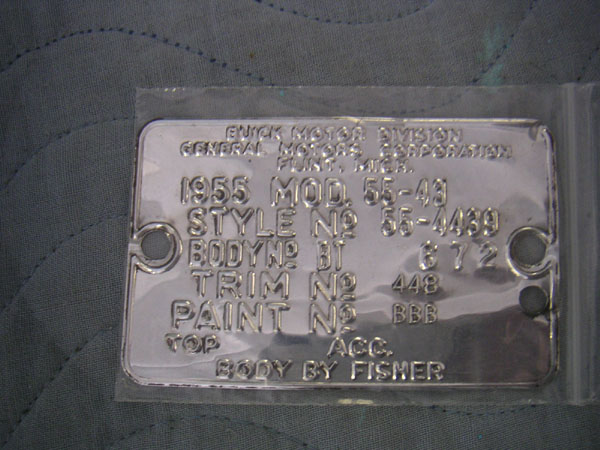 BUICK MOTOR DIVISION
GENERAL MOTORS CORPORATION
FLINT, MICH.
1955 MOD. 55-43
STYLE No 55-4439
BODY No BT 672
TRIM No 448
PAINT No BBB
TOP ACC.
BODY BY FISHER